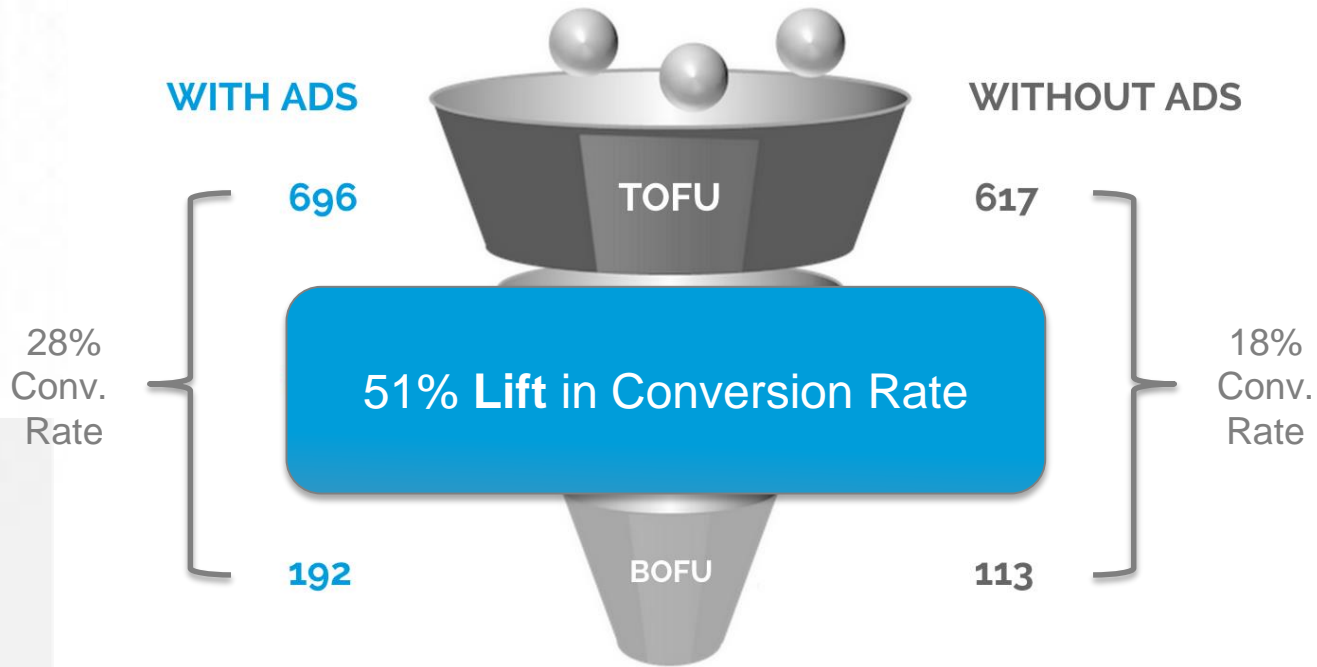 WITH ADS
WITHOUT ADS
696
TOFU
617
28%
Conv.
Rate
51% Lift in Conversion Rate
18%
Conv.
Rate
192
BOFU
113